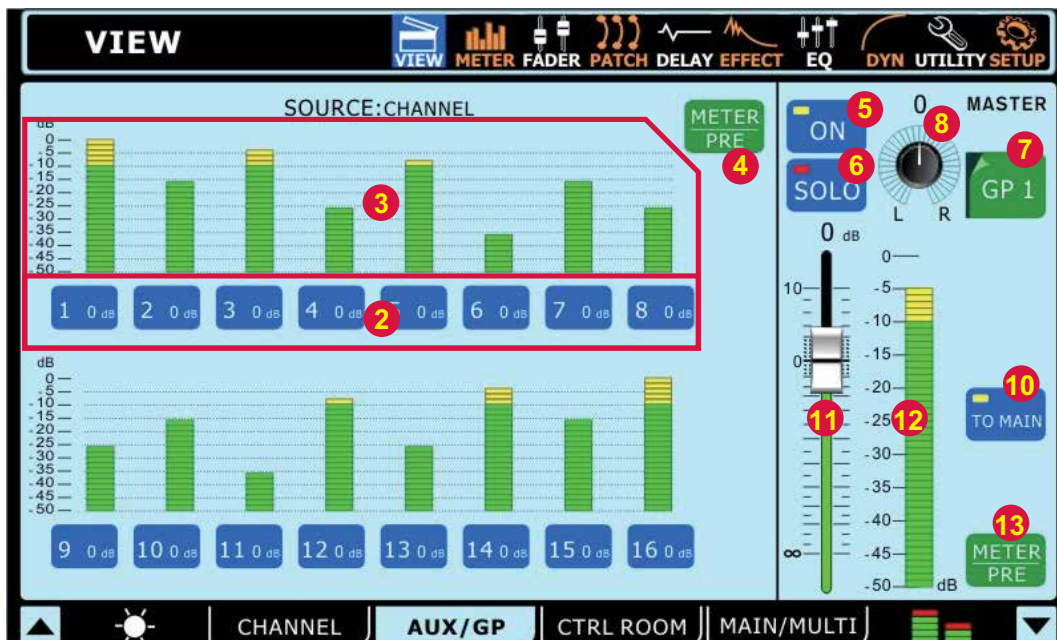 VIEW
VIEW METER FADER PATCH DELAY EFFECT EQ DYN UTILITY SETUP
SOURCE:CHANNEL
METER
PRE
4
dB
0
-5
-10
-15
-20
-25
-30
-35
-40
-45
-50
3
1 0 dB
2 0 dB
3 0 dB
4 0 dB
0 dB
6 0 dB
7 0 dB
8 0 dB
2
dB
0
-5
-10
-15
-20
-25
-30
-35
-40
-45
-50
9 0 dB
10 0 dB
11 0 dB
12 0 dB
13 0 dB
14 0 dB
15 0 dB
16 0 dB
ON
5
SOLO
6
0
8
L R
MASTER
7
GP 1
0 dB
10
0
∞
11
0
-5
-10
-15
-20
-25
-30
-35
-40
-45
-50 dB
12
10
TO MAIN
13
METER
PRE
CHANNEL AUX/GP CTRL ROOM MAIN/MULTI